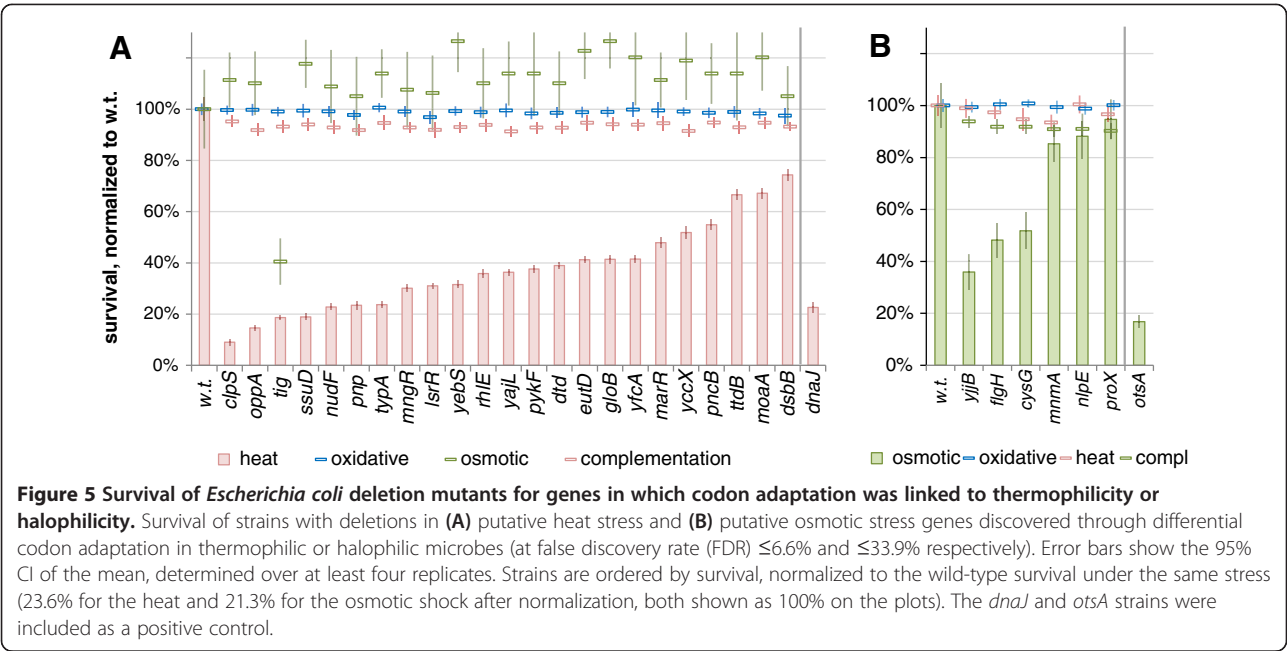 A
B
survival, normalized to w.t.
100%
80%
60%
40%
20%
0%
100%
80%
60%
40%
20%
0%
w.t. clpS oppA tig ssuD nudF pnp typA mngR lsrR yebS rhlE yajL pykF dtd eutD gloB yfcA marR yccX pncB ttdB moaA dsbB dnaJ
w.t. yjjB flgH cysG mnmA nlpE proX otsA
heat oxidative osmotic complementation
osmotic oxidative heat compl
Figure 5 Survival of Escherichia coli deletion mutants for genes in which codon adaptation was linked to thermophilicity or
halophilicity. Survival of strains with deletions in (A) putative heat stress and (B) putative osmotic stress genes discovered through differential
codon adaptation in thermophilic or halophilic microbes (at false discovery rate (FDR) ≤6.6% and ≤33.9% respectively). Error bars show the 95%
CI of the mean, determined over at least four replicates. Strains are ordered by survival, normalized to the wild-type survival under the same stress
(23.6% for the heat and 21.3% for the osmotic shock after normalization, both shown as 100% on the plots). The dnaJ and otsA strains were
included as a positive control.